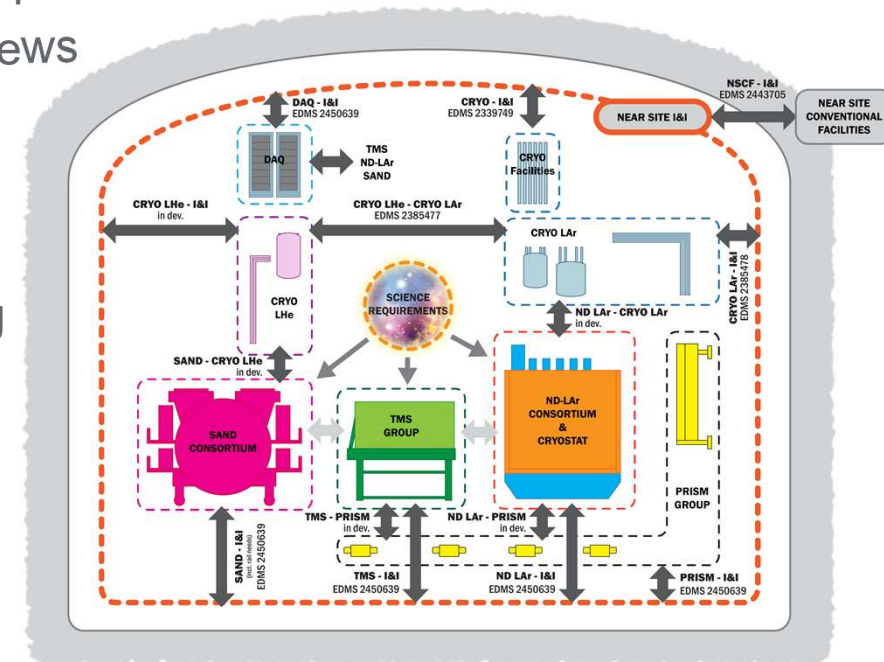 ews
DAQ - I&I
EDMS 2450639
CRYO - I&I
EDMS 2339749
NSCF - I&I
EDMS 2443705
NEAR SITE I&I
NEAR SITE
CONVENTIONAL
FACILITIES
DAQ
TMS
ND-LAr
SAND
CRYO
Facilities
CRYO LHe - I&I
in dev.
CRYO LHe - CRYO LAr
EDMS 2385477
CRYO LAr
CRYO LAr - I&I
EDMS 2385478
CRYO
LHe
SCIENCE
REQUIREMENTS
ND LAr - CRYO LAr
in dev.
SAND - CRYO LHe
in dev.
SAND
CONSORTIUM
TMS
GROUP
ND-LAr
CONSORTIUM
&
CRYOSTAT
PRISM
GROUP
TMS - PRISM
in dev.
ND LAr - PRISM
in dev.
SAND - I&I
(incl. rail needs)
EDMS 2450639
TMS - I&I
EDMS 2450639
ND LAr - I&I
EDMS 2450639
PRISM - I&I
EDMS 2450639